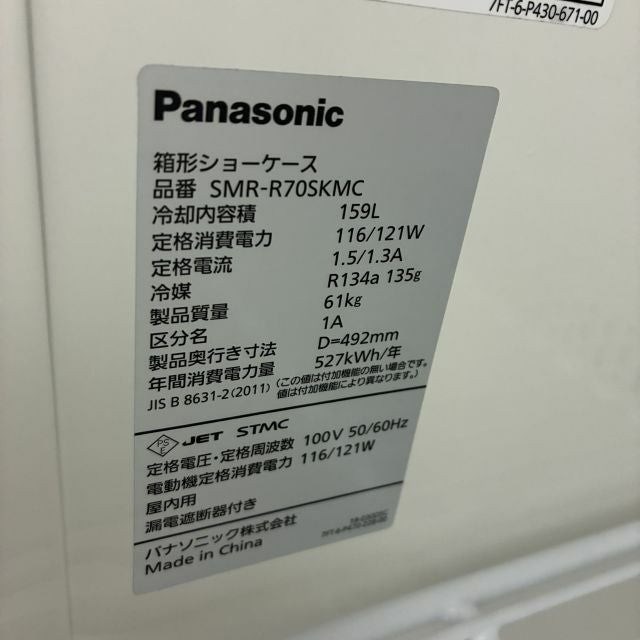 7FT-6-P430-671-00
Panasonic
箱形ショーケース
品番 SMR-R70SKMC
冷却内容積 159L
定格消費電力 116/121W
定格電流 1.5/1.3A
冷媒 R134a 135g
製品質量 61kg
区分名 1A
製品奥行き寸法 D=492mm
年間消費電力量 527kWh/年
JIS B 8631-2(2011) (この値は付加機能の無い場合です。
値は付加機能により異なります。)
PS E JET STMC
定格電圧・定格周波数 100V 50/60Hz
電動機定格消費電力 116/121W
屋内用
漏電遮断器付き
パナソニック株式会社
Made in China